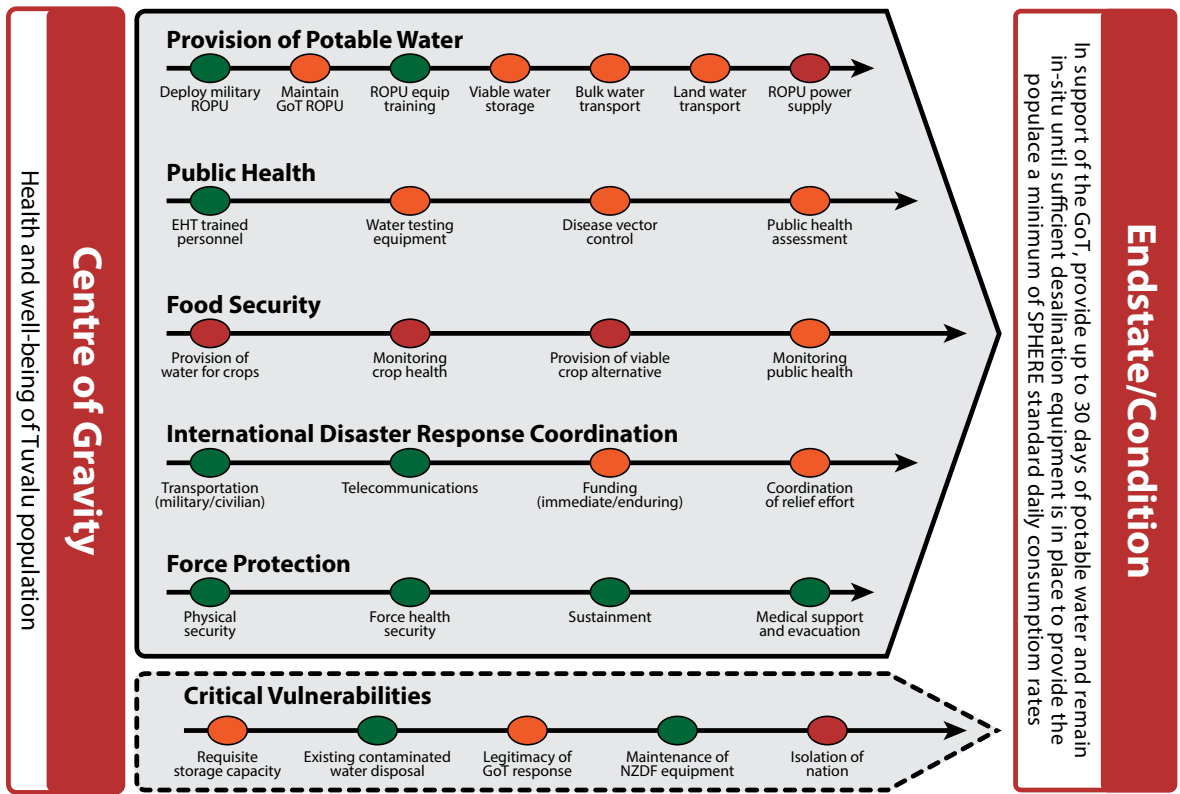 Centre of Gravity
Health and well-being of Tuvalu population
Provision of Potable Water
Deploy military
ROPU
Maintain
GoT ROPU
ROPU equip
training
Viable water
storage
Bulk water
transport
Land water
transport
ROPU power
supply
Public Health
EHT trained
personnel
Water testing
equipment
Disease vector
control
Public health
assessment
Food Security
Provision of
water for crops
Monitoring
crop health
Provision of viable
crop alternative
Monitoring
public health
International Disaster Response Coordination
Transportation
(military/civilian)
Telecommunications
Funding
(immediate/enduring)
Coordination
of relief effort
Force Protection
Physical
security
Force health
security
Sustainment
Medical support
and evacuation
Critical Vulnerabilities
Requisite
storage capacity
Existing contaminated
water disposal
Legitimacy of
GoT response
Maintenance of
NZDF equipment
Isolation of
nation
Endstate/Condition
In support of the GoT, provide up to 30 days of potable water and remain
in-situ until sufficient desalination equipment is in place to provide the
populace a minimum of SPHERE standard daily consumptiom rates